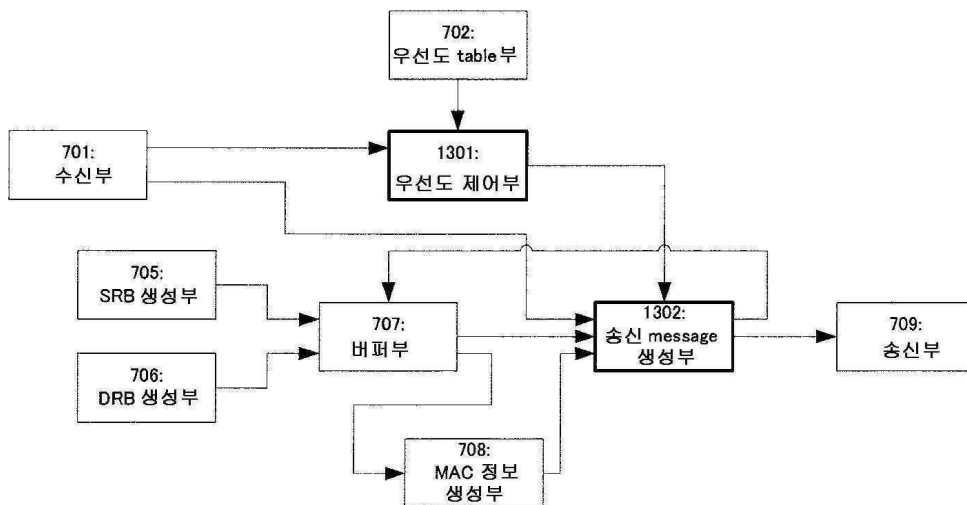 702:
우선도 table부
701:
수신부
1301:
우선도 제어부
705:
SRB 생성부
706:
DRB 생성부
707:
버퍼부
1302:
송신 message
생성부
709:
송신부
708:
MAC 정보
생성부